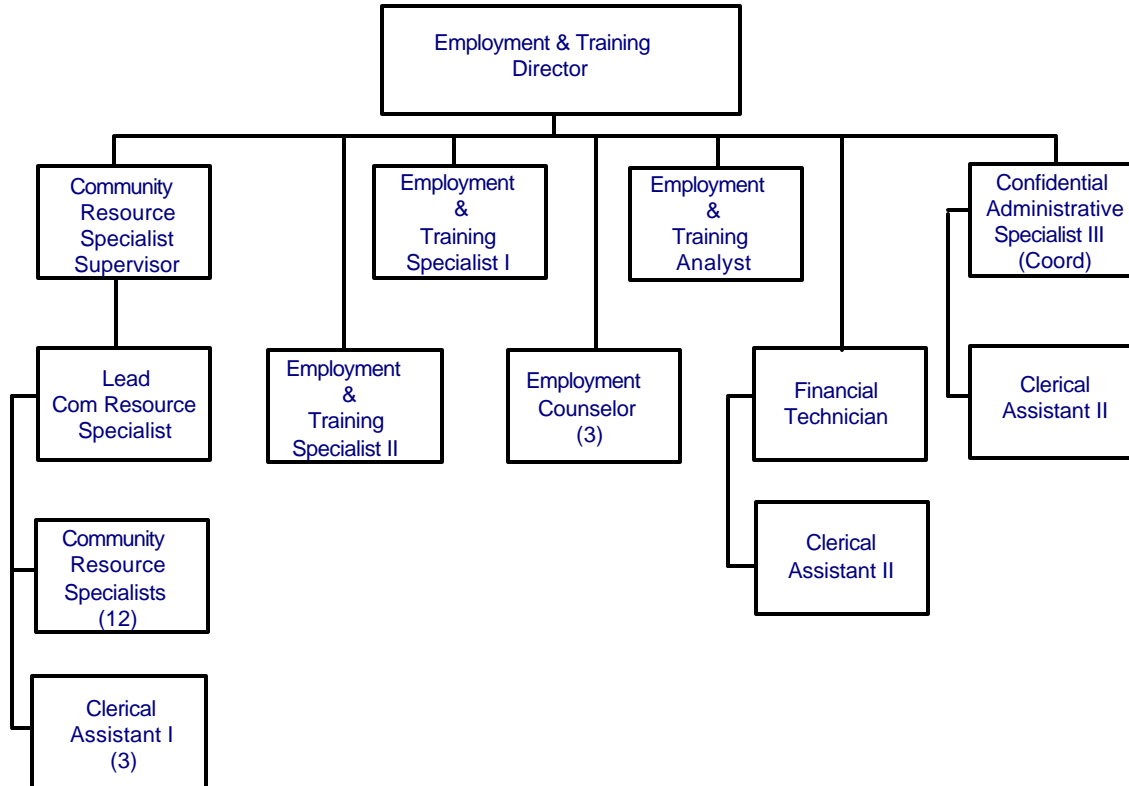 Employment & Training
Director
Community
Resource
Specialist
Supervisor
Employment
&
Training
Specialist I
Employment
&
Training
Analyst
Confidential
Administrative
Specialist III
(Coord)
Lead
Com Resource
Specialist
Employment
&
Training
Specialist II
Employment
Counselor
(3)
Financial
Technician
Clerical
Assistant II
Community
Resource
Specialists
(12)
Clerical
Assistant II
Clerical
Assistant I
(3)